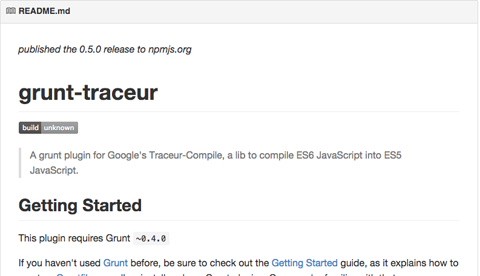 README.md
published the 0.5.0 release to npmjs.org
grunt-traceur
build unknown
A grunt plugin for Google's Traceur-Compile, a lib to compile ES6 JavaScript into ES5
JavaScript.
Getting Started
This plugin requires Grunt ~0.4.0
If you haven't used Grunt before, be sure to check out the Getting Started guide, as it explains how to